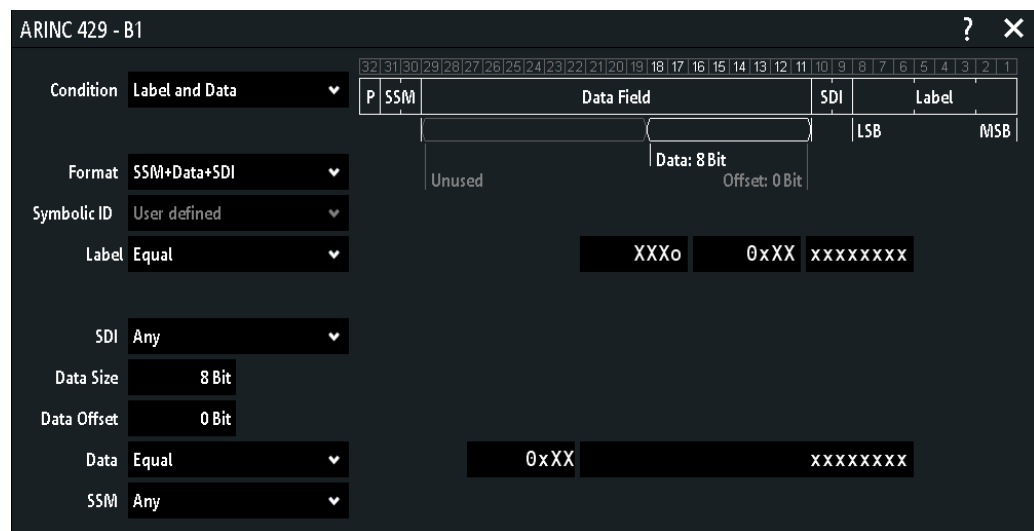 ARINC 429 - B1 ? ✕
32 31 30 29 28 27 26 25 24 23 22 21 20 19 18 17 16 15 14 13 12 11 10 9 8 7 6 5 4 3 2 1
Condition Label and Data P SSM Data Field SDI Label
LSB MSB
Data: 8 Bit
Format SSM+Data+SDI Unused Offset: 0 Bit
Symbolic ID User defined
Label Equal XXXo 0xXX xxxxxxxx
SDI Any
Data Size 8 Bit
Data Offset 0 Bit
Data Equal 0xXX xxxxxxxx
SSM Any